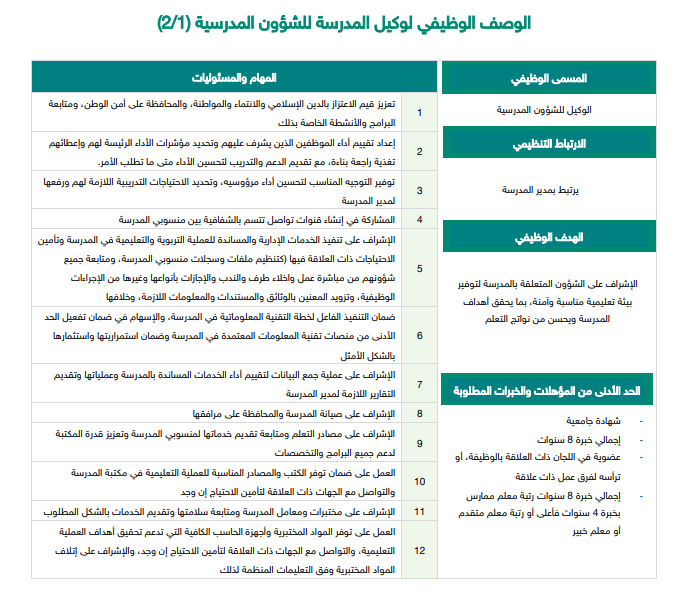 الوصف الوظيفي لوكيل المدرسة للشؤون المدرسية (2/1)
المسمى الوظيفي
الوكيل للشؤون المدرسية
الارتباط التنظيمي
يرتبط بمدير المدرسة
الهدف الوظيفي
الإشراف على الشؤون المتعلقة بالمدرسة لتوفير
بيئة تعليمية مناسبة وآمنة، بما يحقق أهداف
المدرسة ويحسن من نواتج التعلم
الحد الأدنى من المؤهلات والخبرات المطلوبة
- شهادة جامعية
- إجمالي خبرة 8 سنوات
- عضوية في اللجان ذات العلاقة بالوظيفة، أو
ترأسه لفرق عمل ذات علاقة
- إجمالي خبرة 8 سنوات رتبة معلم ممارس
بخبرة 4 سنوات فأعلى أو رتبة معلم متقدم
أو معلم خبير
المهام والمسئوليات
1 تعزيز قيم الاعتزاز بالدين الإسلامي والانتماء والمواطنة، والمحافظة على أمن الوطن، ومتابعة
البرامج والأنشطة الخاصة بذلك
2 إعداد تقييم أداء الموظفين الذين يشرف عليهم وتحديد مؤشرات الأداء الرئيسة لهم وإعطائهم
تغذية راجعة بناءة، مع تقديم الدعم والتدريب لتحسين الأداء متى ما تطلب الأمر.
3 توفير التوجيه المناسب لتحسين أداء مرؤوسيه، وتحديد الاحتياجات التدريبية اللازمة لهم ورفعها
لمدير المدرسة
4 المشاركة في إنشاء قنوات تواصل تتسم بالشفافية بين منسوبي المدرسة
5 الإشراف على تنفيذ الخدمات الإدارية والمساندة للعملية التربوية والتعليمية في المدرسة وتأمين
الاحتياجات ذات العلاقة فيها (كتنظيم ملفات وسجلات منسوبي المدرسة، ومتابعة جميع
شؤونهم من مباشرة عمل واخلاء طرف والندب والإجازات بأنواعها وغيرها من الإجراءات
الوظيفية، وتزويد المعنيين بالوثائق والمستندات والمعلومات اللازمة، وخلافها
6 ضمان التنفيذ الفاعل لخطة التقنية المعلوماتية في المدرسة، والإسهام في ضمان تفعيل الحد
الأدنى من منصات تقنية المعلومات المعتمدة في المدرسة وضمان استمراريتها واستثمارها
بالشكل الأمثل
7 الإشراف على عملية جمع البيانات لتقييم أداء الخدمات المساندة بالمدرسة وعملياتها وتقديم
التقارير اللازمة لمدير المدرسة
8 الإشراف على صيانة المدرسة والمحافظة على مرافقها
9 الإشراف على مصادر التعلم ومتابعة تقديم خدماتها لمنسوبي المدرسة وتعزيز قدرة المكتبة
لدعم جميع البرامج والتخصصات
10 العمل على ضمان توفر الكتب والمصادر المناسبة للعملية التعليمية في مكتبة المدرسة
والتواصل مع الجهات ذات العلاقة لتأمين الاحتياج إن وجد
11 الإشراف على مختبرات ومعامل المدرسة ومتابعة سلامتها وتقديم الخدمات بالشكل المطلوب
12 العمل على توفر المواد المختبرية وأجهزة الحاسب الكافية التي تدعم تحقيق أهداف العملية
التعليمية، والتواصل مع الجهات ذات العلاقة لتأمين الاحتياج إن وجد، والإشراف على إتلاف
المواد المختبرية وفق التعليمات المنظمة لذلك